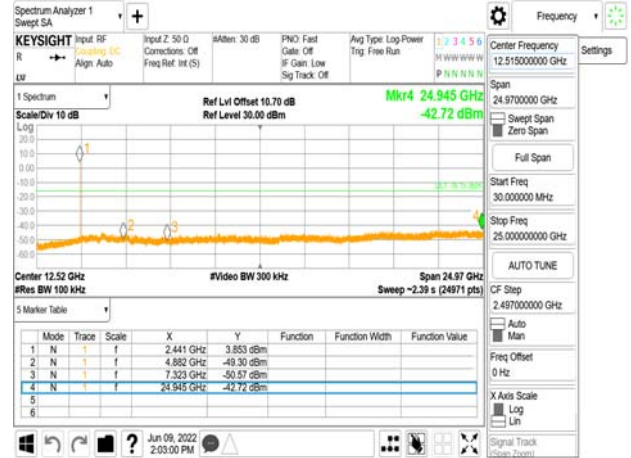 Spectrum Analyzer 1
Swept SA
+
Frequency
KEYSIGHT
R
LV
Input: RF
Coupling: DC
Align: Auto
Input Z: 50 Ω
Corrections: Off
Freq Ref: Int (S)
#Atten: 30 dB
PNO: Fast
Gate: Off
IF Gain: Low
Sig Track: Off
Avg Type: Log-Power
Trig: Free Run
1 2 3 4 5 6
M W W W W W
P N N N N N
1 Spectrum
Scale/Div 10 dB
Log
Ref Lvl Offset 10.70 dB
Ref Level 30.00 dBm
Mkr4 24.945 GHz
-42.72 dBm
20.0
10.0
0.00
-10.0
-20.0
-30.0
-40.0
-50.0
-60.0
1
2
3
4
Center 12.52 GHz
#Res BW 100 kHz
#Video BW 300 kHz
Span 24.97 GHz
Sweep ~2.39 s (24971 pts)
5 Marker Table
Mode Trace Scale X Y Function Function Width Function Value
1 N 1 f 2.441 GHz 3.853 dBm
2 N 1 f 4.882 GHz -49.30 dBm
3 N 1 f 7.323 GHz -50.57 dBm
4 N 1 f 24.945 GHz -42.72 dBm
5
6
Jun 09, 2022
2:03:00 PM
Center Frequency
12.515000000 GHz
Settings
Span
24.9700000 GHz
Swept Span
Zero Span
Full Span
Start Freq
30.000000 MHz
Stop Freq
25.000000000 GHz
AUTO TUNE
CF Step
2.497000000 GHz
Auto
Man
Freq Offset
0 Hz
X Axis Scale
Log
Lin
Signal Track
(Span Zoom)